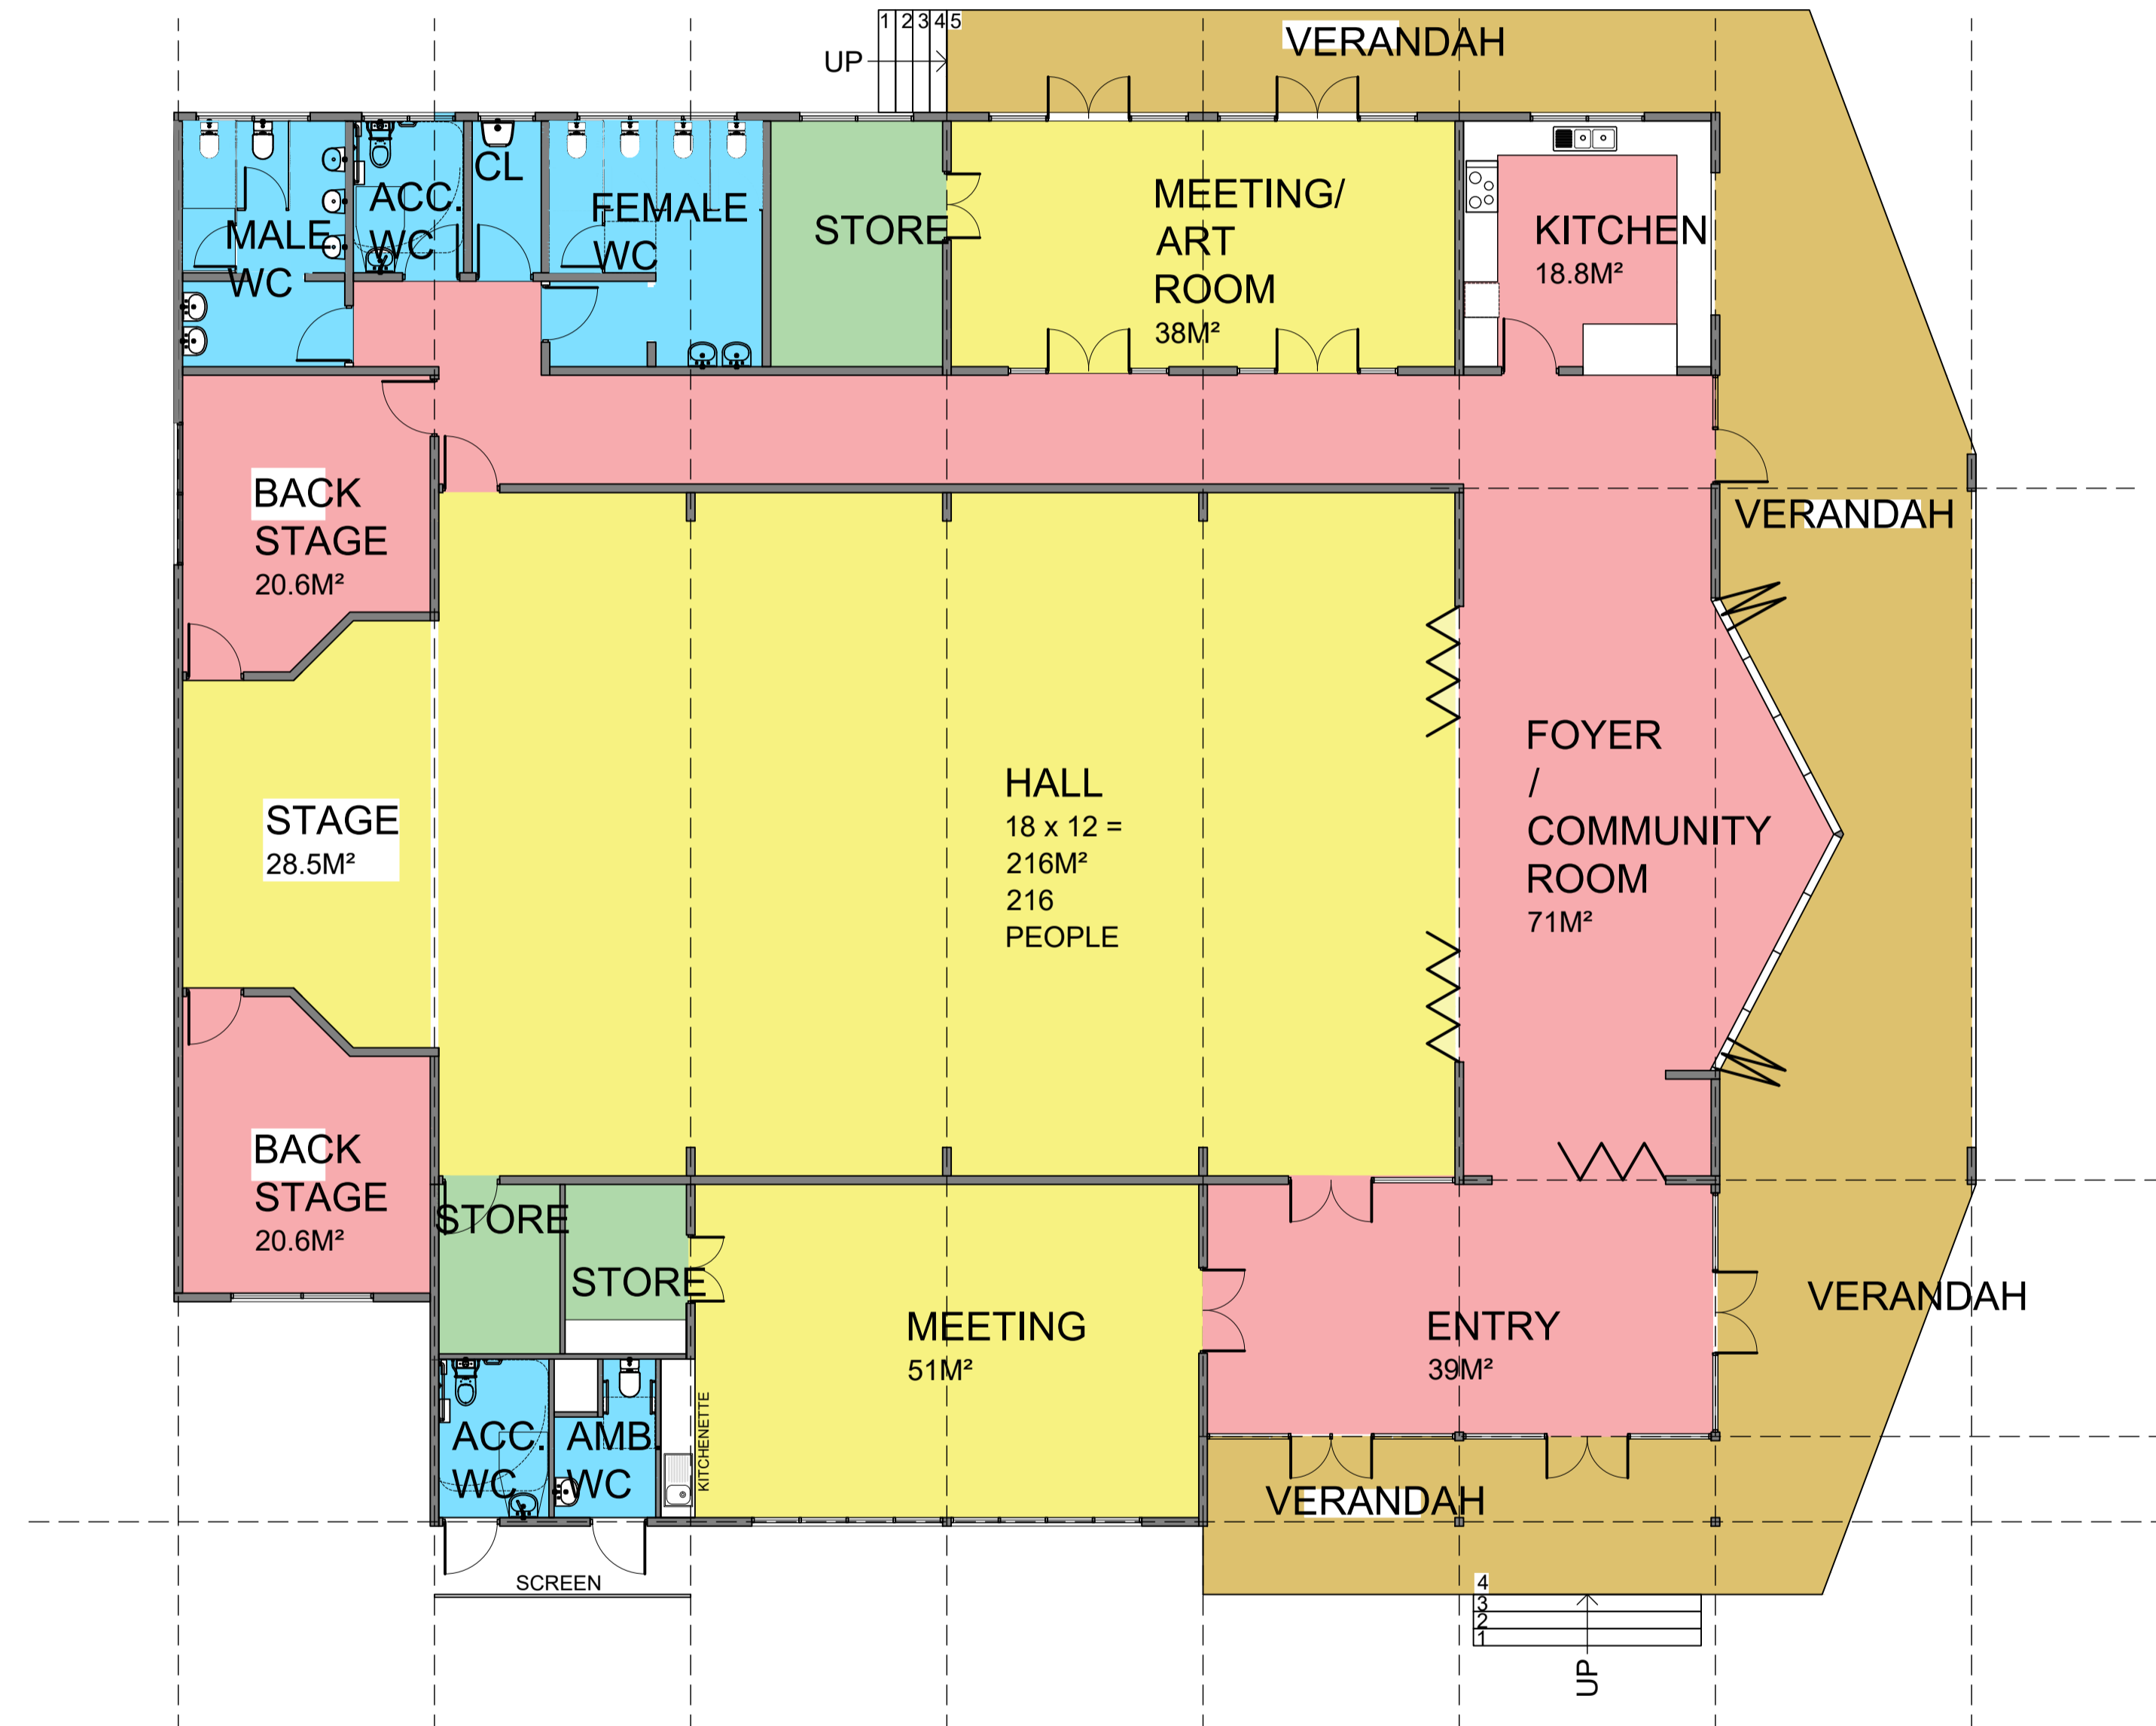 1 2 3 4 5
UP
VERANDAH
MALE
WC
ACC.
WC
CL
FEMALE
WC
STORE
MEETING/
ART
ROOM
38M²
KITCHEN
18.8M²
BACK
STAGE
20.6M²
VERANDAH
STAGE
28.5M²
HALL
18 x 12 =
216M²
216
PEOPLE
FOYER
/
COMMUNITY
ROOM
71M²
BACK
STAGE
20.6M²
STORE
STORE
MEETING
51M²
ENTRY
39M²
VERANDAH
ACC.
WC
AMB.
WC
KITCHENETTE
VERANDAH
SCREEN
4
3
2
1
UP